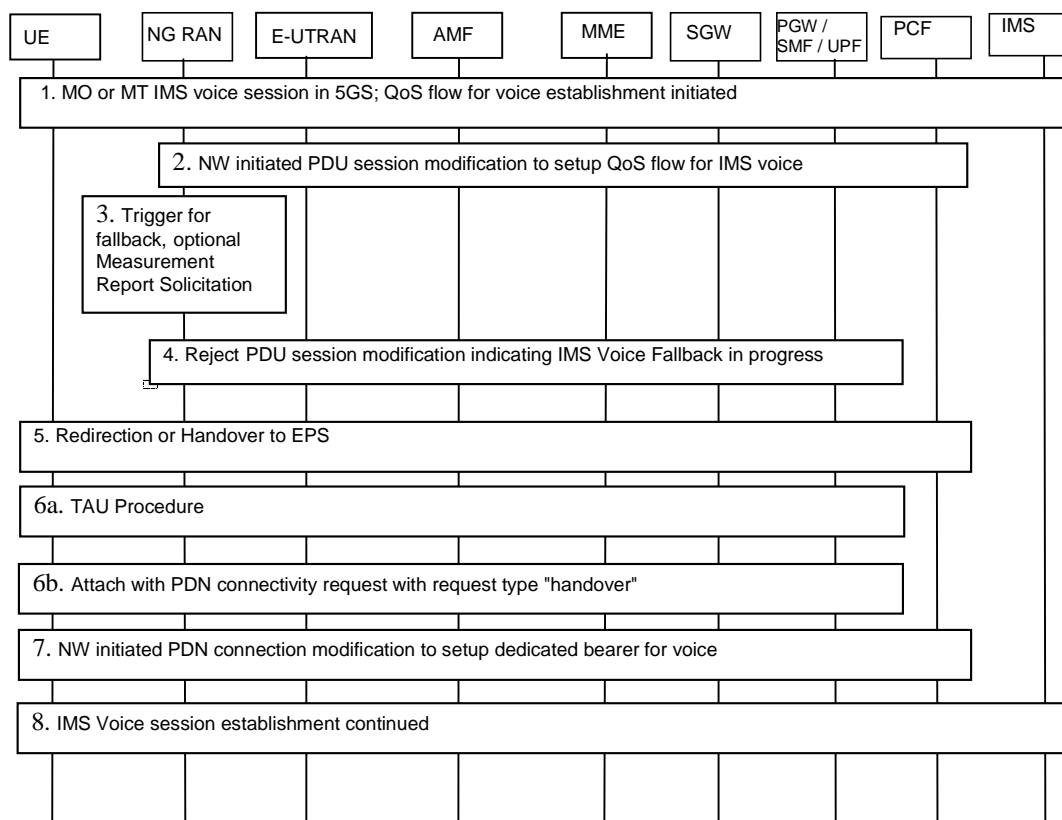 UE
NG RAN
E-UTRAN
AMF
MME
SGW
PGW /
SMF / UPF
PCF
IMS
1. MO or MT IMS voice session in 5GS; QoS flow for voice establishment initiated
2. NW initiated PDU session modification to setup QoS flow for IMS voice
3. Trigger for
fallback, optional
Measurement
Report Solicitation
4. Reject PDU session modification indicating IMS Voice Fallback in progress
5. Redirection or Handover to EPS
6a. TAU Procedure
6b. Attach with PDN connectivity request with request type "handover"
7. NW initiated PDN connection modification to setup dedicated bearer for voice
8. IMS Voice session establishment continued